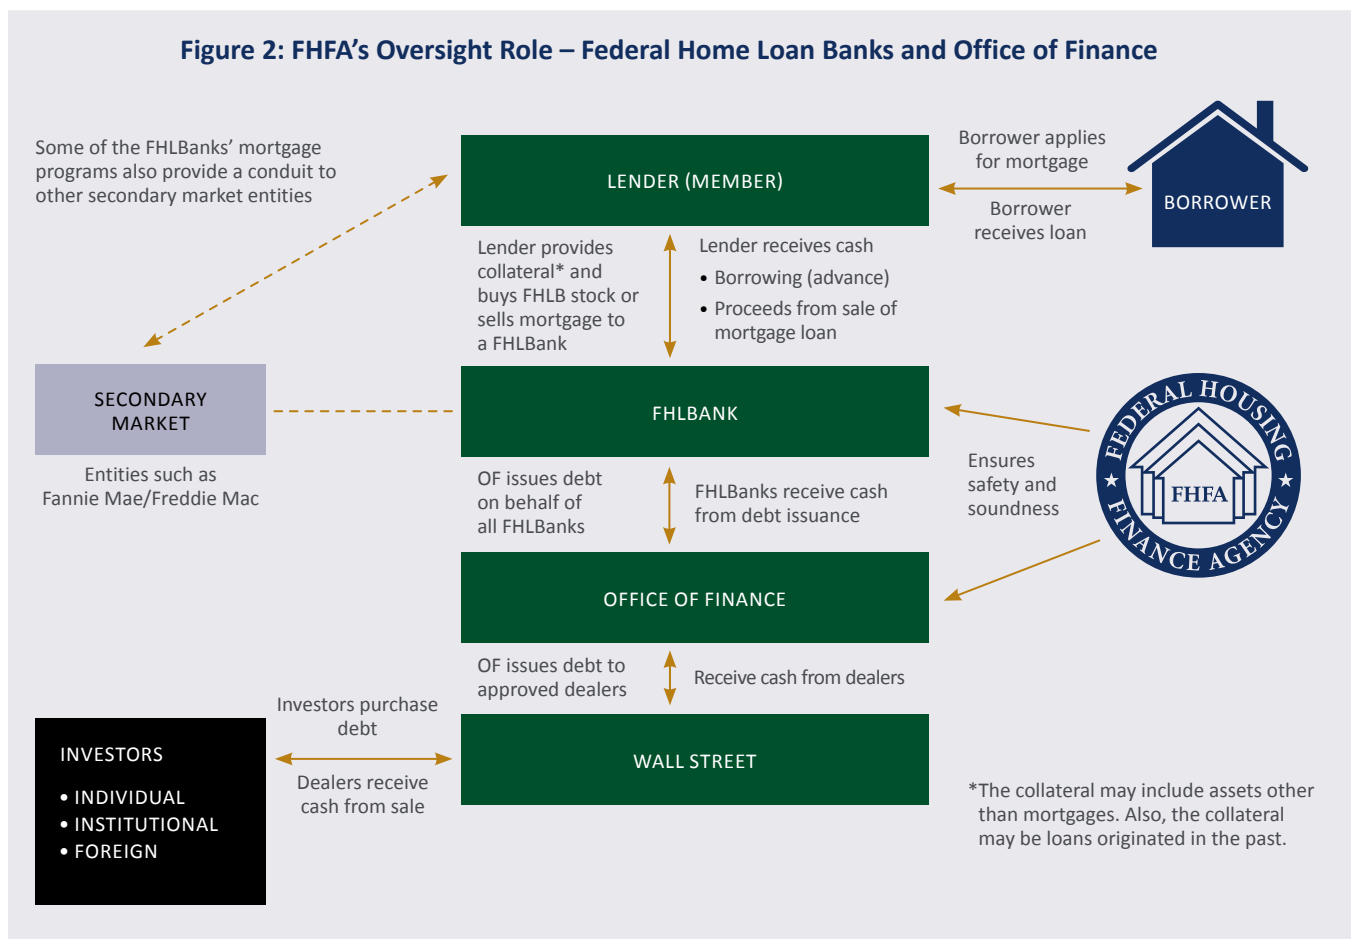 Figure 2: FHFA’s Oversight Role – Federal Home Loan Banks and Office of Finance
Some of the FHLBanks’ mortgage
programs also provide a conduit to
other secondary market entities
LENDER (MEMBER)
Borrower applies
for mortgage
Borrower
receives loan
BORROWER
Lender provides
collateral* and
buys FHLB stock or
sells mortgage to
a FHLBank
Lender receives cash
• Borrowing (advance)
• Proceeds from sale of
mortgage loan
SECONDARY
MARKET
Entities such as
Fannie Mae/Freddie Mac
FHLBANK
Ensures
safety and
soundness
FEDERAL HOUSING
FHFA
FINANCE AGENCY
OF issues debt
on behalf of
all FHLBanks
FHLBanks receive cash
from debt issuance
OFFICE OF FINANCE
OF issues debt to
approved dealers
Receive cash from dealers
Investors purchase
debt
Dealers receive
cash from sale
INVESTORS
• INDIVIDUAL
• INSTITUTIONAL
• FOREIGN
WALL STREET
*The collateral may include assets other
than mortgages. Also, the collateral
may be loans originated in the past.